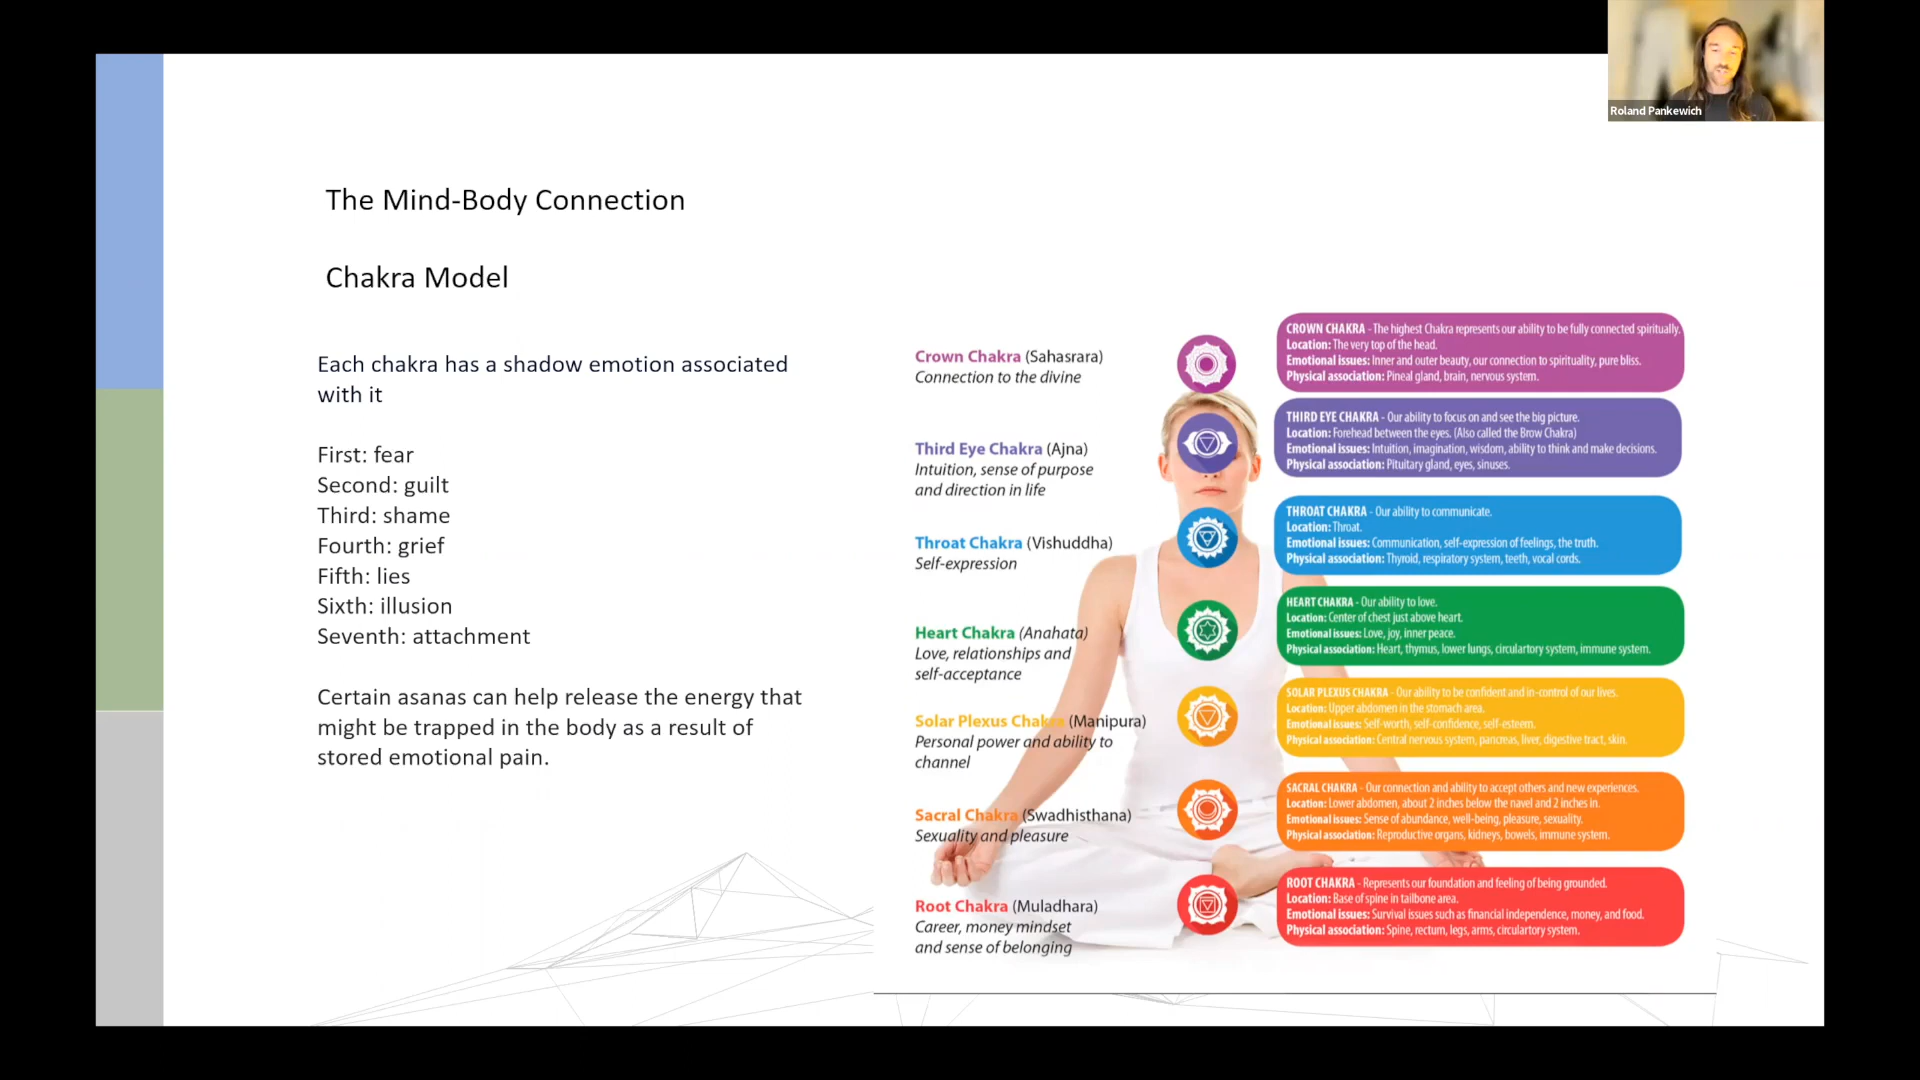 Roland Pankewich
The Mind-Body Connection
Chakra Model
Each chakra has a shadow emotion associated
with it
First: fear
Second: guilt
Third: shame
Fourth: grief
Fifth: lies
Sixth: illusion
Seventh: attachment
Certain asanas can help release the energy that
might be trapped in the body as a result of
stored emotional pain.
Crown Chakra (Sahasrara)
Connection to the divine
Third Eye Chakra (Ajna)
Intuition, sense of purpose
and direction in life
Throat Chakra (Vishuddha)
Self-expression
Heart Chakra (Anahata)
Love, relationships and
self-acceptance
Solar Plexus Chakra (Manipura)
Personal power and ability to
channel
Sacral Chakra (Swadhisthana)
Sexuality and pleasure
Root Chakra (Muladhara)
Career, money mindset
and sense of belonging
CROWN CHAKRA - The highest Chakra represents our ability to be fully connected spiritually.
Location: The very top of the head.
Emotional issues: Inner and outer beauty, our connection to spirituality, pure bliss.
Physical association: Pineal gland, brain, nervous system.
THIRD EYE CHAKRA - Our ability to focus on and see the big picture.
Location: Forehead between the eyes. (Also called the Brow Chakra)
Emotional issues: Intuition, imagination, wisdom, ability to think and make decisions.
Physical association: Pituitary gland, eyes, sinuses.
THROAT CHAKRA - Our ability to communicate.
Location: Throat.
Emotional issues: Communication, self-expression of feelings, the truth.
Physical association: Thyroid, respiratory system, teeth, vocal cords.
HEART CHAKRA - Our ability to love.
Location: Center of chest just above heart.
Emotional issues: Love, joy, inner peace.
Physical association: Heart, thymus, lower lungs, circulartory system, immune system.
SOLAR PLEXUS CHAKRA - Our ability to be confident and in-control of our lives.
Location: Upper abdomen in the stomach area.
Emotional issues: Self-worth, self-confidence, self-esteem.
Physical association: Central nervous system, pancreas, liver, digestive tract, skin.
SACRAL CHAKRA - Our connection and ability to accept others and new experiences.
Location: Lower abdomen, about 2 inches below the navel and 2 inches in.
Emotional issues: Sense of abundance, well-being, pleasure, sexuality.
Physical association: Reproductive organs, kidneys, bowels, immune system.
ROOT CHAKRA - Represents our foundation and feeling of being grounded.
Location: Base of spine in tailbone area.
Emotional issues: Survival issues such as financial independence, money, and food.
Physical association: Spine, rectum, legs, arms, circulartory system.